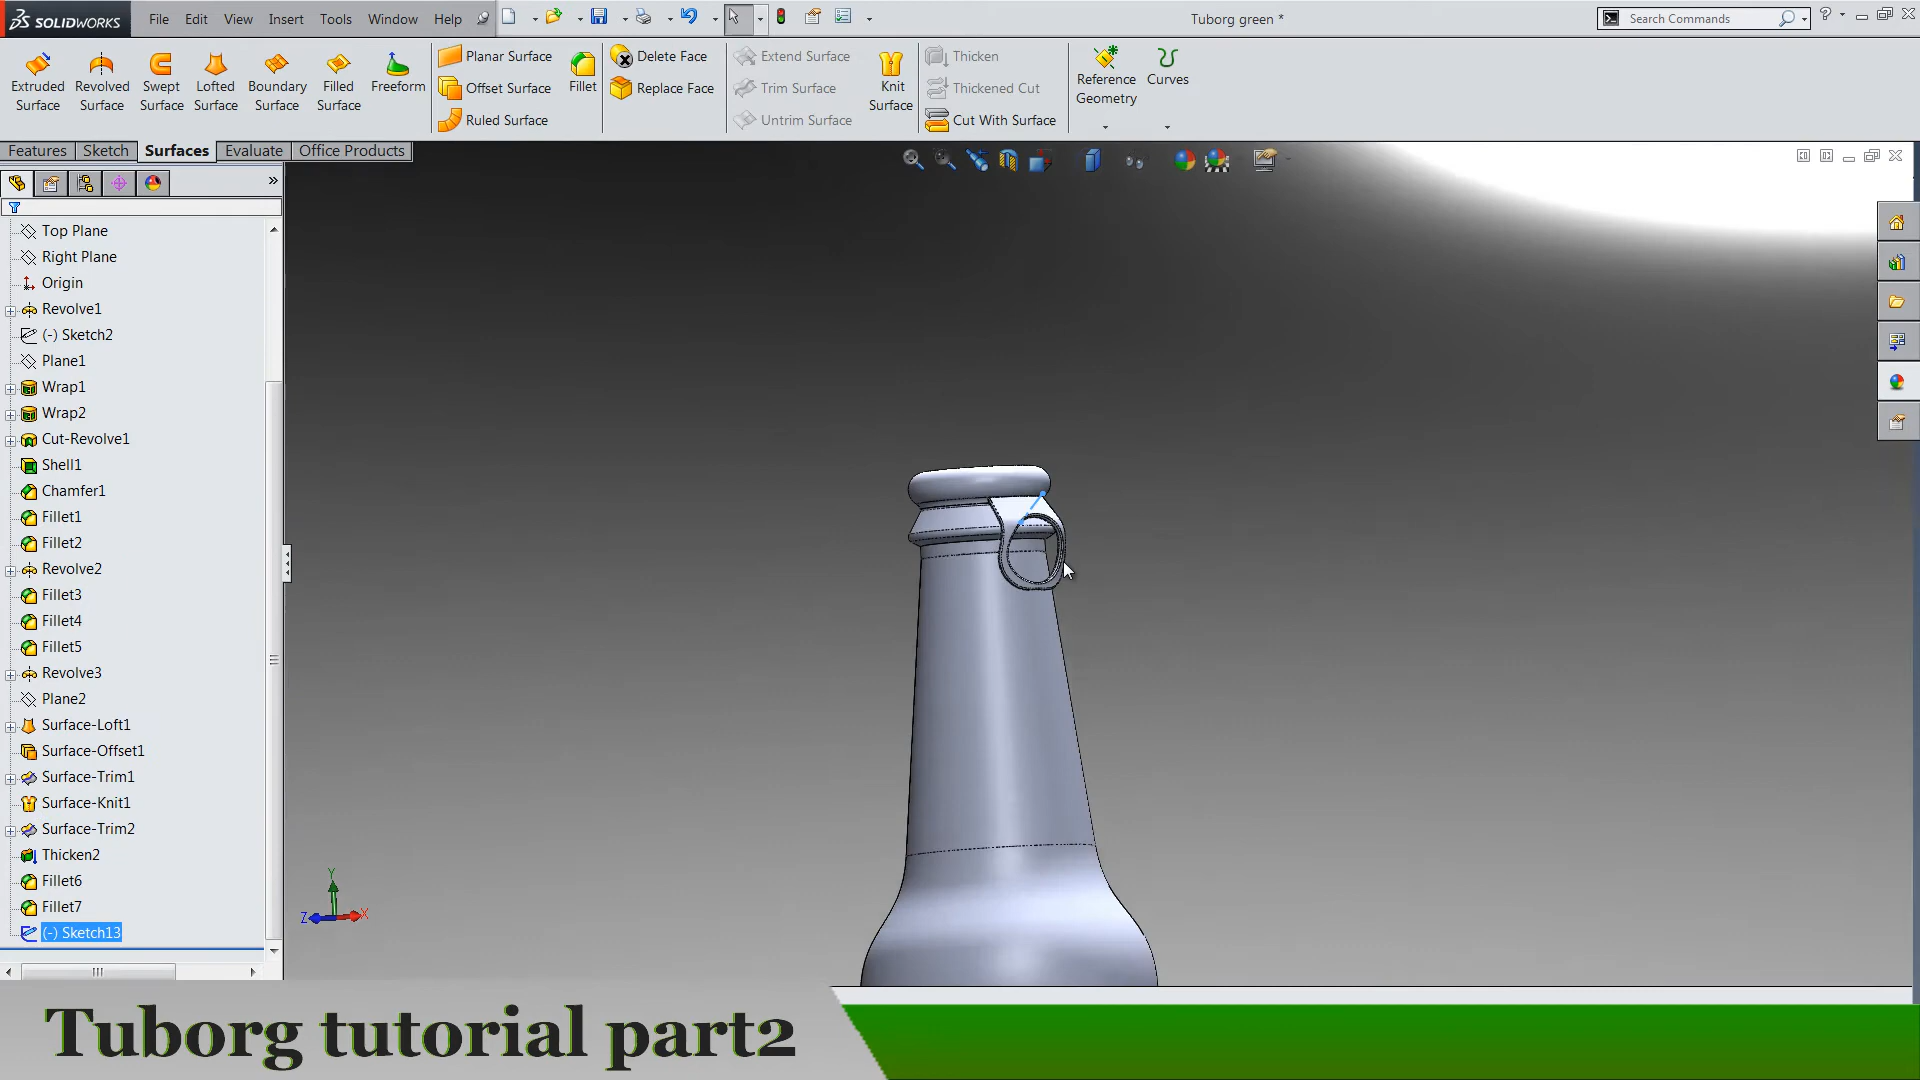 SOLIDWORKS File Edit View Insert Tools Window Help Tuborg green * Search Commands ?
Extruded Surface
Revolved Surface
Swept Surface
Lofted Surface
Boundary Surface
Filled Surface
Freeform
Planar Surface
Offset Surface
Ruled Surface
Fillet
Delete Face
Replace Face
Extend Surface
Trim Surface
Untrim Surface
Knit Surface
Thicken
Thickened Cut
Cut With Surface
Reference Geometry
Curves
Features Sketch Surfaces Evaluate Office Products
Top Plane
Right Plane
Origin
Revolve1
(-) Sketch2
Plane1
Wrap1
Wrap2
Cut-Revolve1
Shell1
Chamfer1
Fillet1
Fillet2
Revolve2
Fillet3
Fillet4
Fillet5
Revolve3
Plane2
Surface-Loft1
Surface-Offset1
Surface-Trim1
Surface-Knit1
Surface-Trim2
Thicken2
Fillet6
Fillet7
(-) Sketch13
Y
Z X
Tuborg tutorial part2